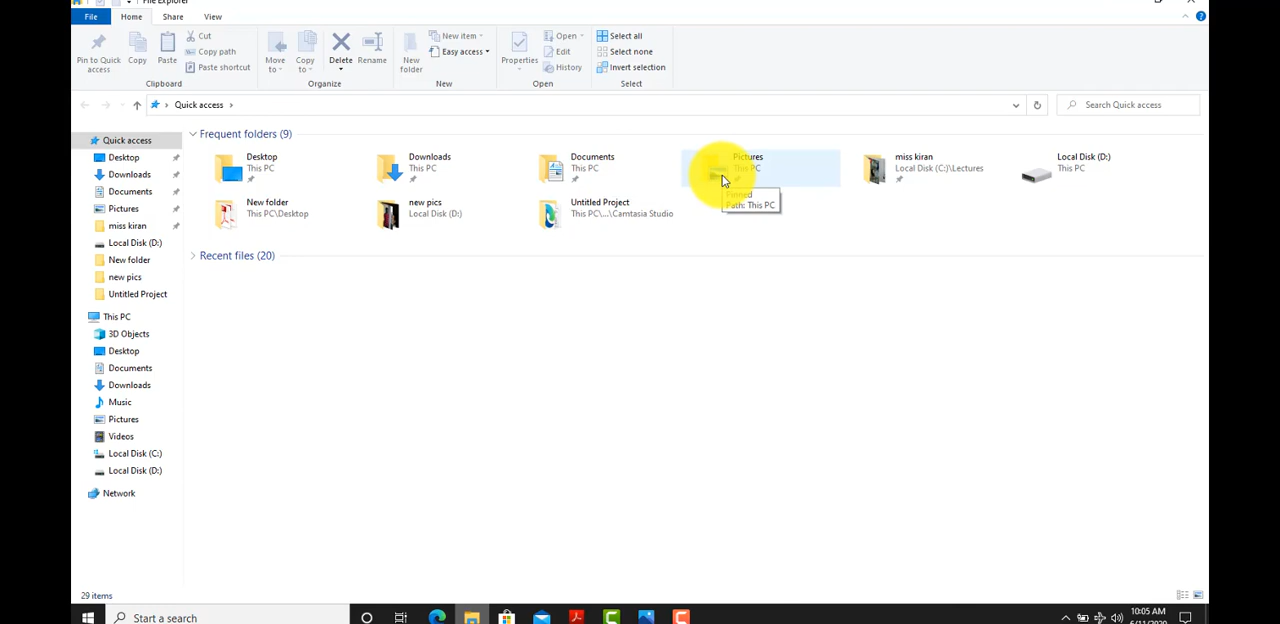 File Explorer
File Home Share View
Pin to Quick access
Copy
Paste
Cut
Copy path
Paste shortcut
Clipboard
Move to
Copy to
Delete
Rename
Organize
New folder
New item
Easy access
New
Properties
Open
Edit
History
Open
Select all
Select none
Invert selection
Select
Quick access
Search Quick access
Quick access
Desktop
Downloads
Documents
Pictures
miss kiran
Local Disk (D:)
New folder
new pics
Untitled Project
This PC
3D Objects
Desktop
Documents
Downloads
Music
Pictures
Videos
Local Disk (C:)
Local Disk (D:)
Network
Frequent folders (9)
Desktop
This PC
Downloads
This PC
Documents
This PC
Pictures
This PC
miss kiran
Local Disk (C:)\Lectures
Local Disk (D:)
This PC
New folder
This PC\Desktop
new pics
Local Disk (D:)
Untitled Project
This PC\...\Camtasia Studio
Pinned
Path: This PC
Recent files (20)
29 items
Start a search
10:05 AM